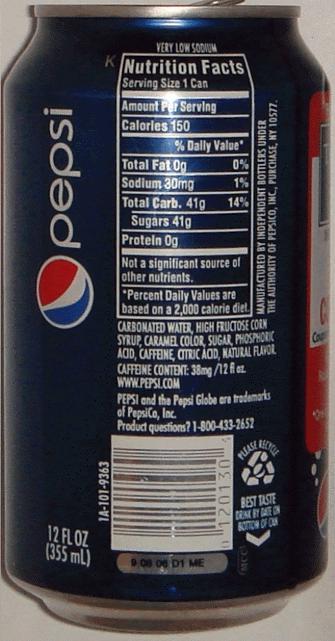 VERY LOW SODIUM
K
Nutrition Facts
Serving Size 1 Can
Amount Per Serving
Calories 150
% Daily Value*
Total Fat 0g 0%
Sodium 30mg 1%
Total Carb. 41g 14%
Sugars 41g
Protein 0g
Not a significant source of
other nutrients.
*Percent Daily Values are
based on a 2,000 calorie diet.
MANUFACTURED BY INDEPENDENT BOTTLERS UNDER
THE AUTHORITY OF PEPSICO, INC., PURCHASE, NY 10577.
CARBONATED WATER, HIGH FRUCTOSE CORN
SYRUP, CARAMEL COLOR, SUGAR, PHOSPHORIC
ACID, CAFFEINE, CITRIC ACID, NATURAL FLAVOR
CAFFEINE CONTENT: 38mg/12 fl oz.
WWW.PEPSI.COM
PEPSI and the Pepsi Globe are trademarks
of PepsiCo, Inc.
Product questions? 1-800-433-2652
pepsi
1A-101-9363
PLEASE RECYCLE
BEST TASTE
DRINK BY DATE ON
BOTTOM OF CAN
12 FL OZ
(355 mL)
9 08 06 D1 ME